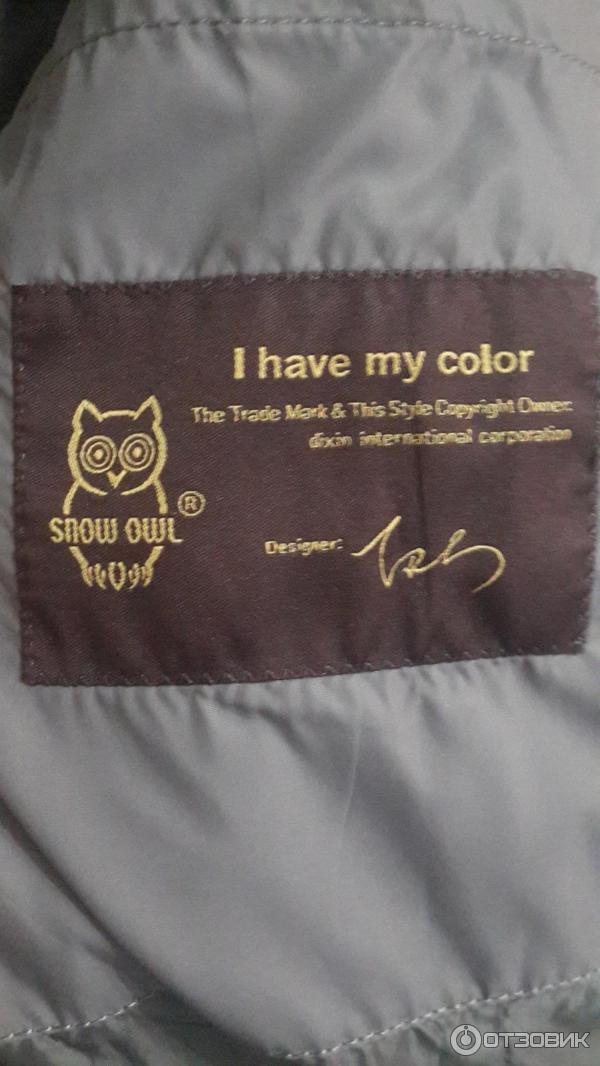 I have my color
The Trade Mark & This Style Copyright Owner:
dixin international corporation
SNOW OWL ®
Designer:
ОТЗОВИК